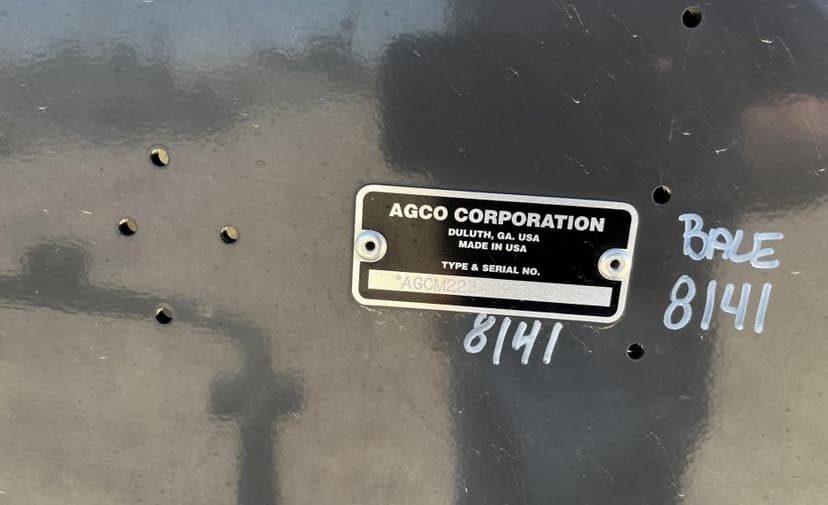 AGCO CORPORATION
DULUTH, GA. USA
MADE IN USA
TYPE & SERIAL NO.
BALE
8141
8141